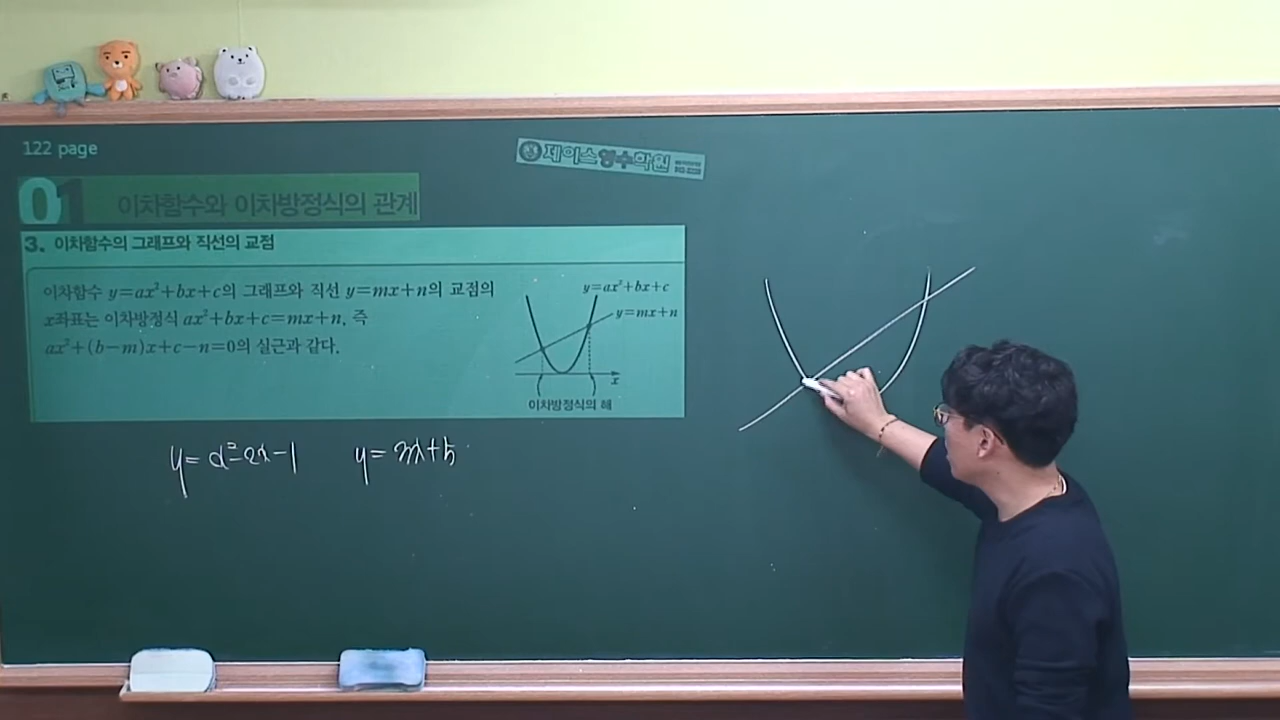 122 page
제이스영수학원
01 이차함수와 이차방정식의 관계
3. 이차함수의 그래프와 직선의 교점
이차함수 y=ax²+bx+c의 그래프와 직선 y=mx+n의 교점의
x좌표는 이차방정식 ax²+bx+c=mx+n, 즉
ax²+(b-m)x+c-n=0의 실근과 같다.
y=ax²+bx+c
y=mx+n
x
이차방정식의 해
y=x²-2x-1 y=